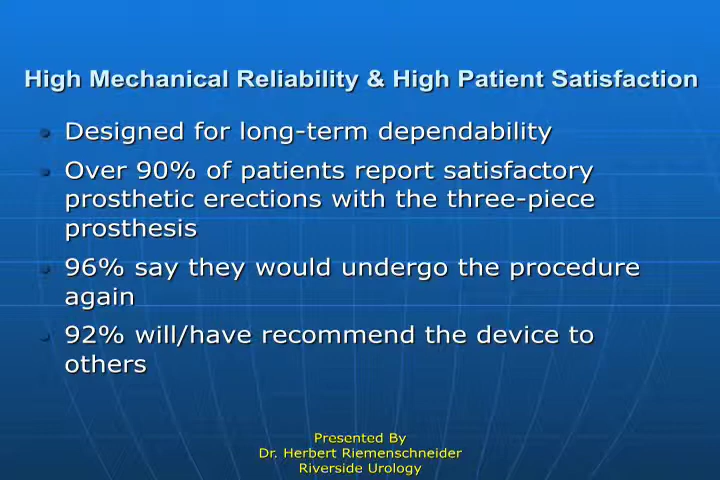 High Mechanical Reliability & High Patient Satisfaction
Designed for long-term dependability
Over 90% of patients report satisfactory
prosthetic erections with the three-piece
prosthesis
96% say they would undergo the procedure
again
92% will/have recommend the device to
others
Presented By
Dr. Herbert Riemenschneider
Riverside Urology